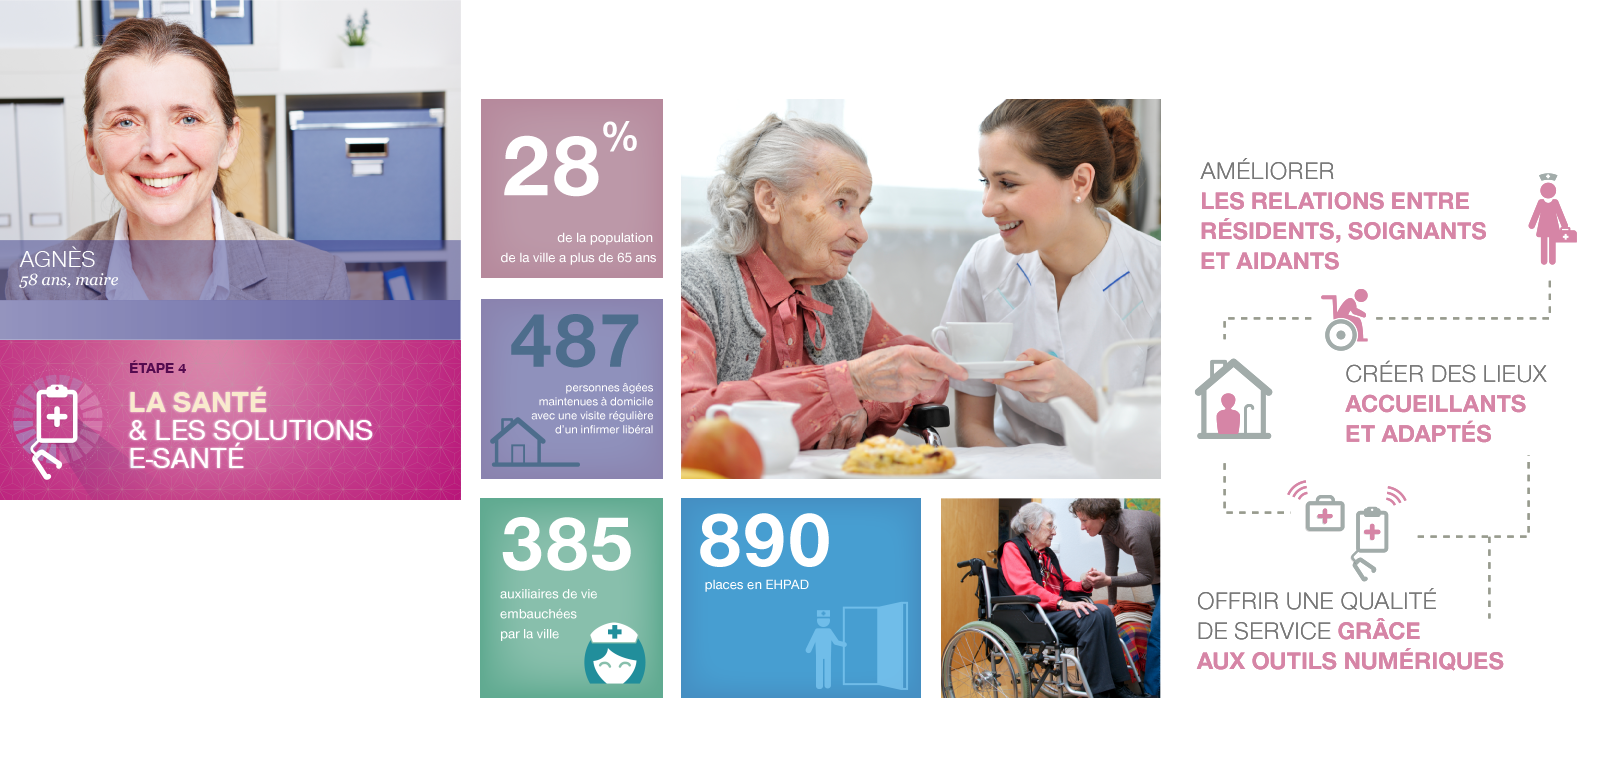 AGNÈS
58 ans, maire
ÉTAPE 4
LA SANTÉ
& LES SOLUTIONS
E-SANTÉ
28%
de la population
de la ville a plus de 65 ans
487
personnes âgées
maintenues à domicile
avec une visite régulière
d'un infirmer libéral
385
auxiliaires de vie
embauchées
par la ville
890
places en EHPAD
AMÉLIORER
LES RELATIONS ENTRE
RÉSIDENTS, SOIGNANTS
ET AIDANTS
CRÉER DES LIEUX
ACCUEILLANTS
ET ADAPTÉS
OFFRIR UNE QUALITÉ
DE SERVICE GRÂCE
AUX OUTILS NUMÉRIQUES